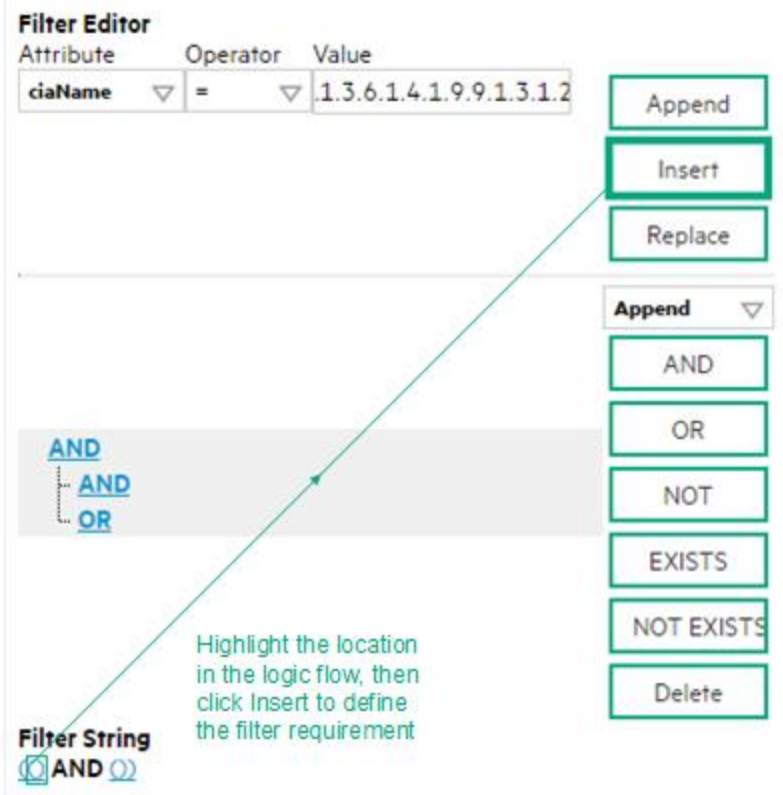 Filter Editor
Attribute Operator Value
ciaName = .1.3.6.1.4.1.9.9.1.3.1.2
Append
Insert
Replace
Append
AND
OR
NOT
EXISTS
NOT EXISTS
Delete
AND
AND
OR
Highlight the location
in the logic flow, then
click Insert to define
the filter requirement
Filter String
(() AND ())